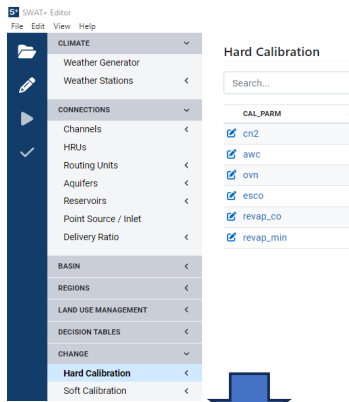 S+ SWAT+ Editor
File Edit View Help
CLIMATE
Weather Generator
Weather Stations
CONNECTIONS
Channels
HRUs
Routing Units
Aquifers
Reservoirs
Point Source / Inlet
Delivery Ratio
BASIN
REGIONS
LAND USE MANAGEMENT
DECISION TABLES
CHANGE
Hard Calibration
Soft Calibration
Hard Calibration
Search...
CAL_PARM
cn2
awc
ovn
esco
revap_co
revap_min